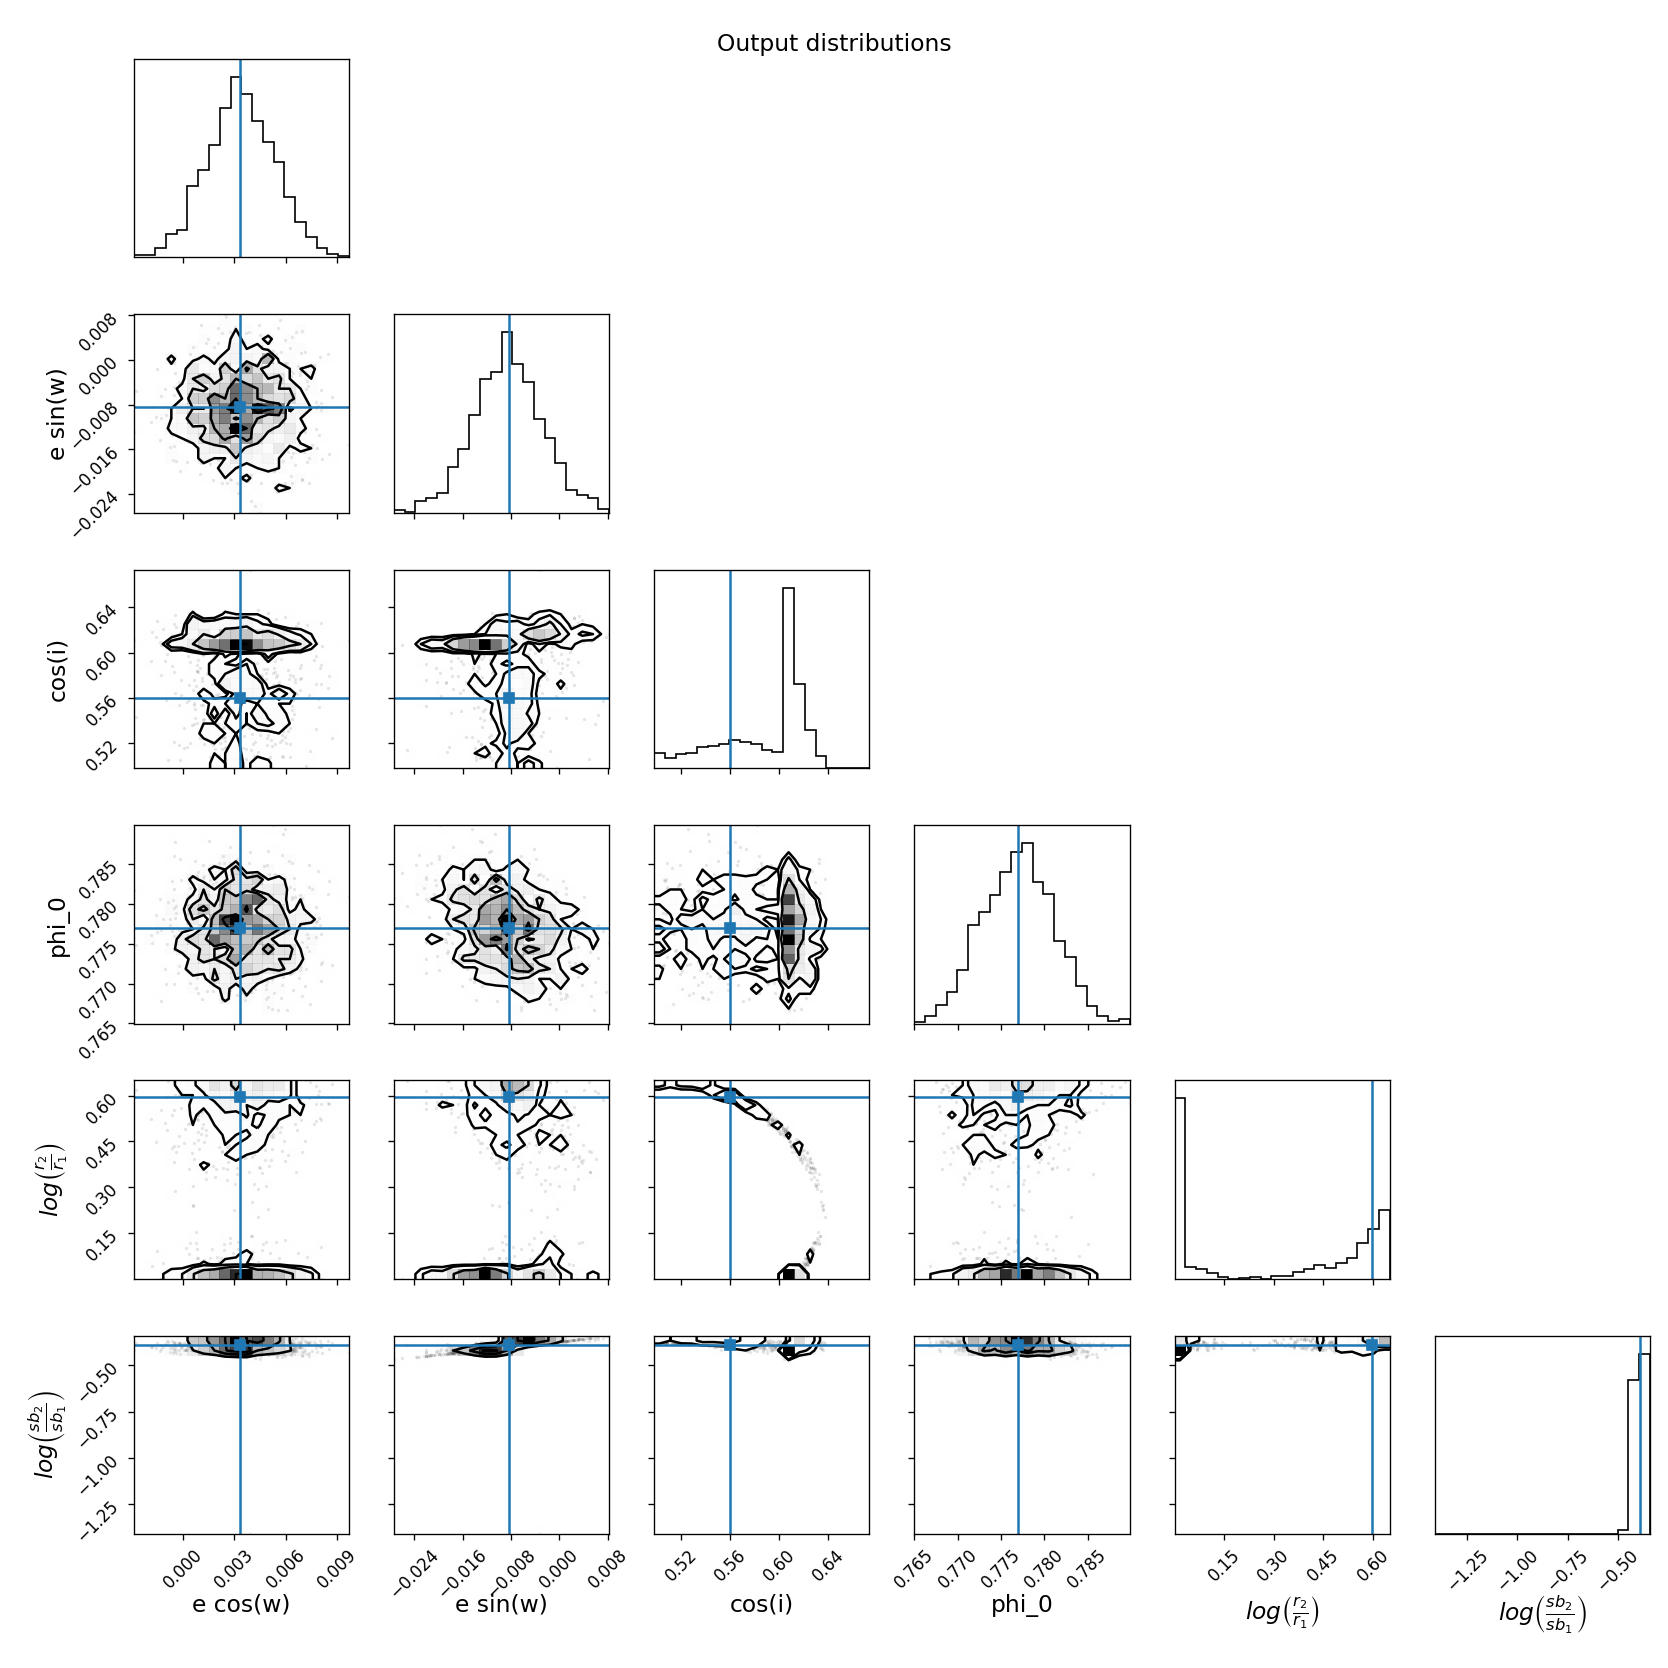 Output distributions
e sin(w)
0.008
0.000
−0.008
−0.016
−0.024
cos(i)
0.64
0.60
0.56
0.52
phi_0
0.785
0.780
0.775
0.770
0.765
log(r₂/r₁)
0.60
0.45
0.30
0.15
log(sb₂/sb₁)
−0.50
−0.75
−1.00
−1.25
0.000 0.003 0.006 0.009
−0.024 −0.016 −0.008 0.000 0.008
0.52 0.56 0.60 0.64
0.765 0.770 0.775 0.780 0.785
0.15 0.30 0.45 0.60
−1.25 −1.00 −0.75 −0.50
e cos(w) e sin(w) cos(i) phi_0 log(r₂/r₁) log(sb₂/sb₁)